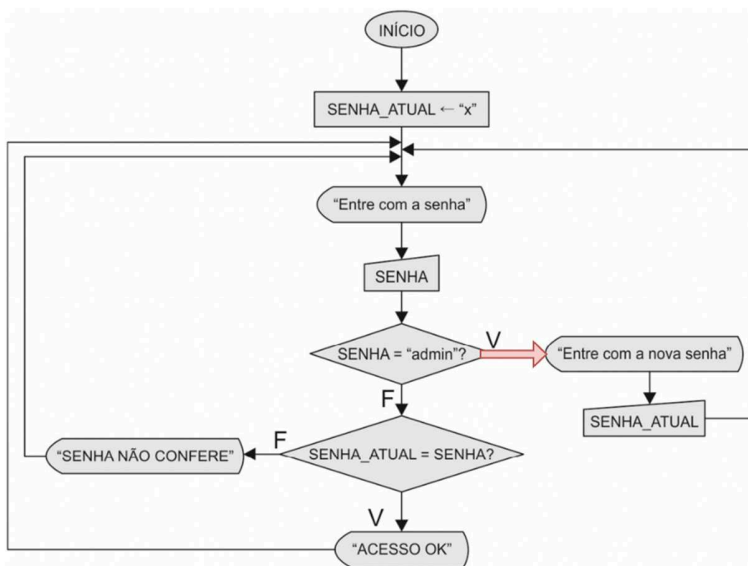 INÍCIO
SENHA_ATUAL ← “x”
“Entre com a senha”
SENHA
SENHA = “admin”?
V
“Entre com a nova senha”
F
SENHA_ATUAL
F
“SENHA NÃO CONFERE”
SENHA_ATUAL = SENHA?
V
“ACESSO OK”